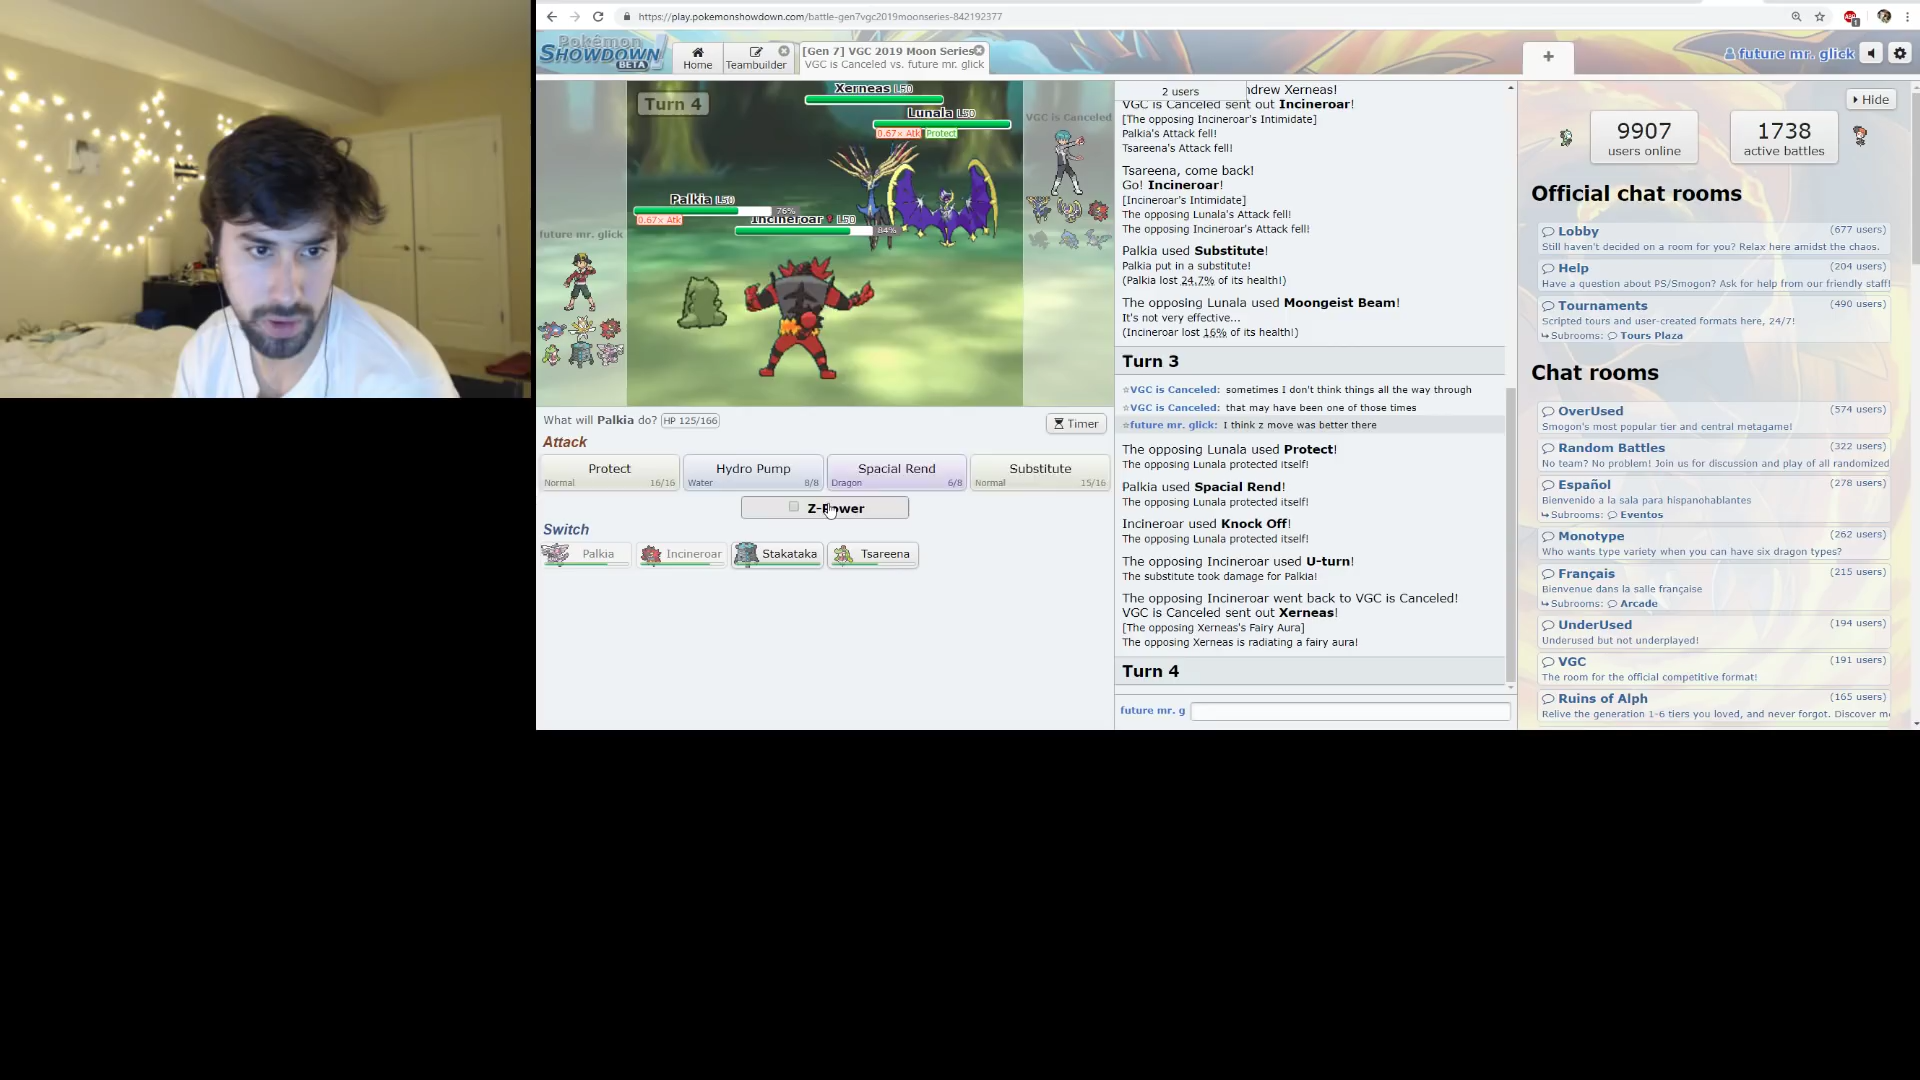 https://play.pokemonshowdown.com/battle-gen7vgc2019moonseries-842192377
Pokémon
SHOWDOWN
BETA
Home
Teambuilder
[Gen 7] VGC 2019 Moon Series
VGC is Canceled vs. future mr. glick
+
future mr. glick
Turn 4
Xerneas L50
Lunala L50
0.67× Atk Protect
Palkia L50
76%
0.67× Atk
Incineroar L50
84%
future mr. glick
VGC is Canceled
What will Palkia do? HP 125/166
Timer
Attack
Protect
Normal 16/16
Hydro Pump
Water 8/8
Spacial Rend
Dragon 6/8
Substitute
Normal 15/16
Z-Power
Switch
Palkia
Incineroar
Stakataka
Tsareena
2 users
hdrew Xerneas!
VGC is Canceled sent out Incineroar!
[The opposing Incineroar's Intimidate]
Palkia's Attack fell!
Tsareena's Attack fell!
Tsareena, come back!
Go! Incineroar!
[Incineroar's Intimidate]
The opposing Lunala's Attack fell!
The opposing Incineroar's Attack fell!
Palkia used Substitute!
Palkia put in a substitute!
(Palkia lost 24.7% of its health!)
The opposing Lunala used Moongeist Beam!
It's not very effective...
(Incineroar lost 16% of its health!)
Turn 3
☆VGC is Canceled: sometimes I don't think things all the way through
☆VGC is Canceled: that may have been one of those times
☆future mr. glick: I think z move was better there
The opposing Lunala used Protect!
The opposing Lunala protected itself!
Palkia used Spacial Rend!
The opposing Lunala protected itself!
Incineroar used Knock Off!
The opposing Lunala protected itself!
The opposing Incineroar used U-turn!
The substitute took damage for Palkia!
The opposing Incineroar went back to VGC is Canceled!
VGC is Canceled sent out Xerneas!
[The opposing Xerneas's Fairy Aura]
The opposing Xerneas is radiating a fairy aura!
Turn 4
future mr. g
Hide
9907
users online
1738
active battles
Official chat rooms
Lobby (677 users)
Still haven't decided on a room for you? Relax here amidst the chaos.
Help (204 users)
Have a question about PS/Smogon? Ask for help from our friendly staff!
Tournaments (490 users)
Scripted tours and user-created formats here, 24/7!
Subrooms: Tours Plaza
Chat rooms
OverUsed (574 users)
Smogon's most popular tier and central metagame!
Random Battles (322 users)
No team? No problem! Join us for discussion and play of all randomized
Español (278 users)
Bienvenido a la sala para hispanohablantes
Subrooms: Eventos
Monotype (262 users)
Who wants type variety when you can have six dragon types?
Français (215 users)
Bienvenue dans la salle française
Subrooms: Arcade
UnderUsed (194 users)
Underused but not underplayed!
VGC (191 users)
The room for the official competitive format!
Ruins of Alph (165 users)
Relive the generation 1-6 tiers you loved, and never forgot. Discover m